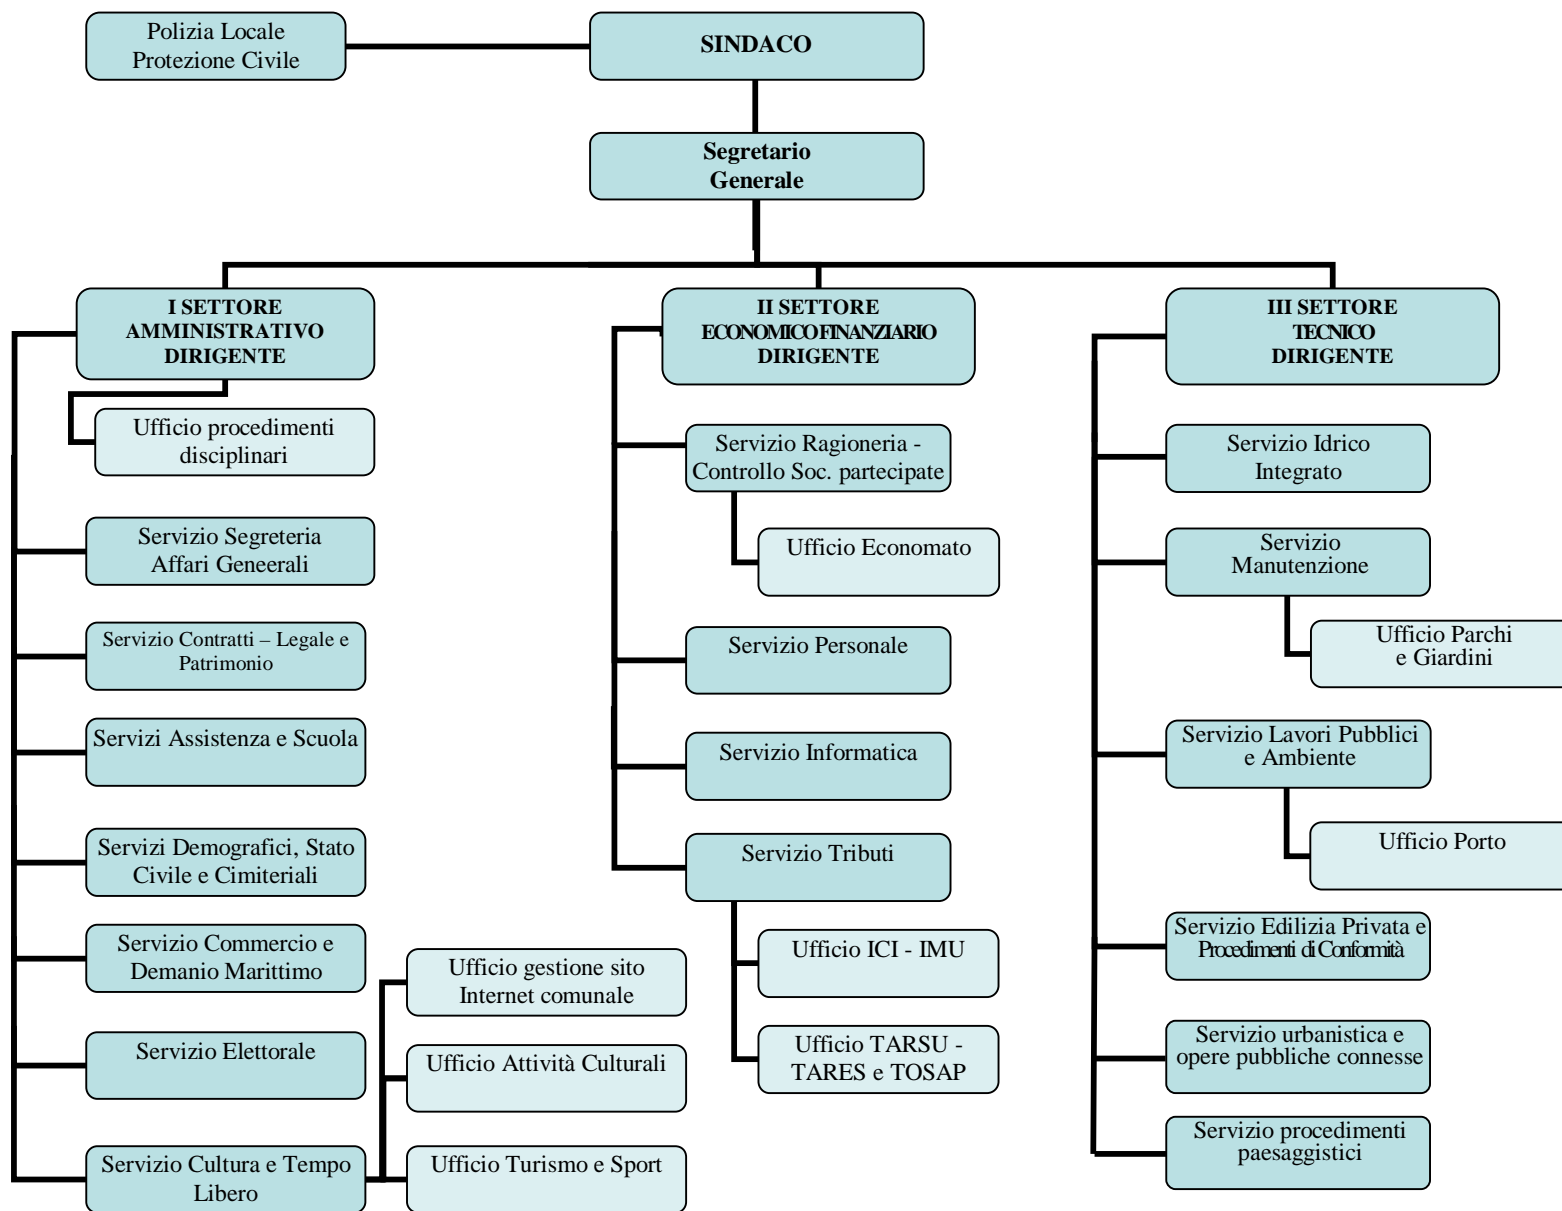 Polizia Locale
Protezione Civile
SINDACO
Segretario
Generale
I SETTORE
AMMINISTRATIVO
DIRIGENTE
Ufficio procedimenti
disciplinari
Servizio Segreteria
Affari Geneerali
Servizio Contratti – Legale e
Patrimonio
Servizi Assistenza e Scuola
Servizi Demografici, Stato
Civile e Cimiteriali
Servizio Commercio e
Demanio Marittimo
Servizio Elettorale
Servizio Cultura e Tempo
Libero
Ufficio gestione sito
Internet comunale
Ufficio Attività Culturali
Ufficio Turismo e Sport
II SETTORE
ECONOMICO FINANZIARIO
DIRIGENTE
Servizio Ragioneria -
Controllo Soc. partecipate
Ufficio Economato
Servizio Personale
Servizio Informatica
Servizio Tributi
Ufficio ICI - IMU
Ufficio TARSU -
TARES e TOSAP
III SETTORE
TECNICO
DIRIGENTE
Servizio Idrico
Integrato
Servizio
Manutenzione
Ufficio Parchi
e Giardini
Servizio Lavori Pubblici
e Ambiente
Ufficio Porto
Servizio Edilizia Privata e
Procedimenti di Conformità
Servizio urbanistica e
opere pubbliche connesse
Servizio procedimenti
paesaggistici